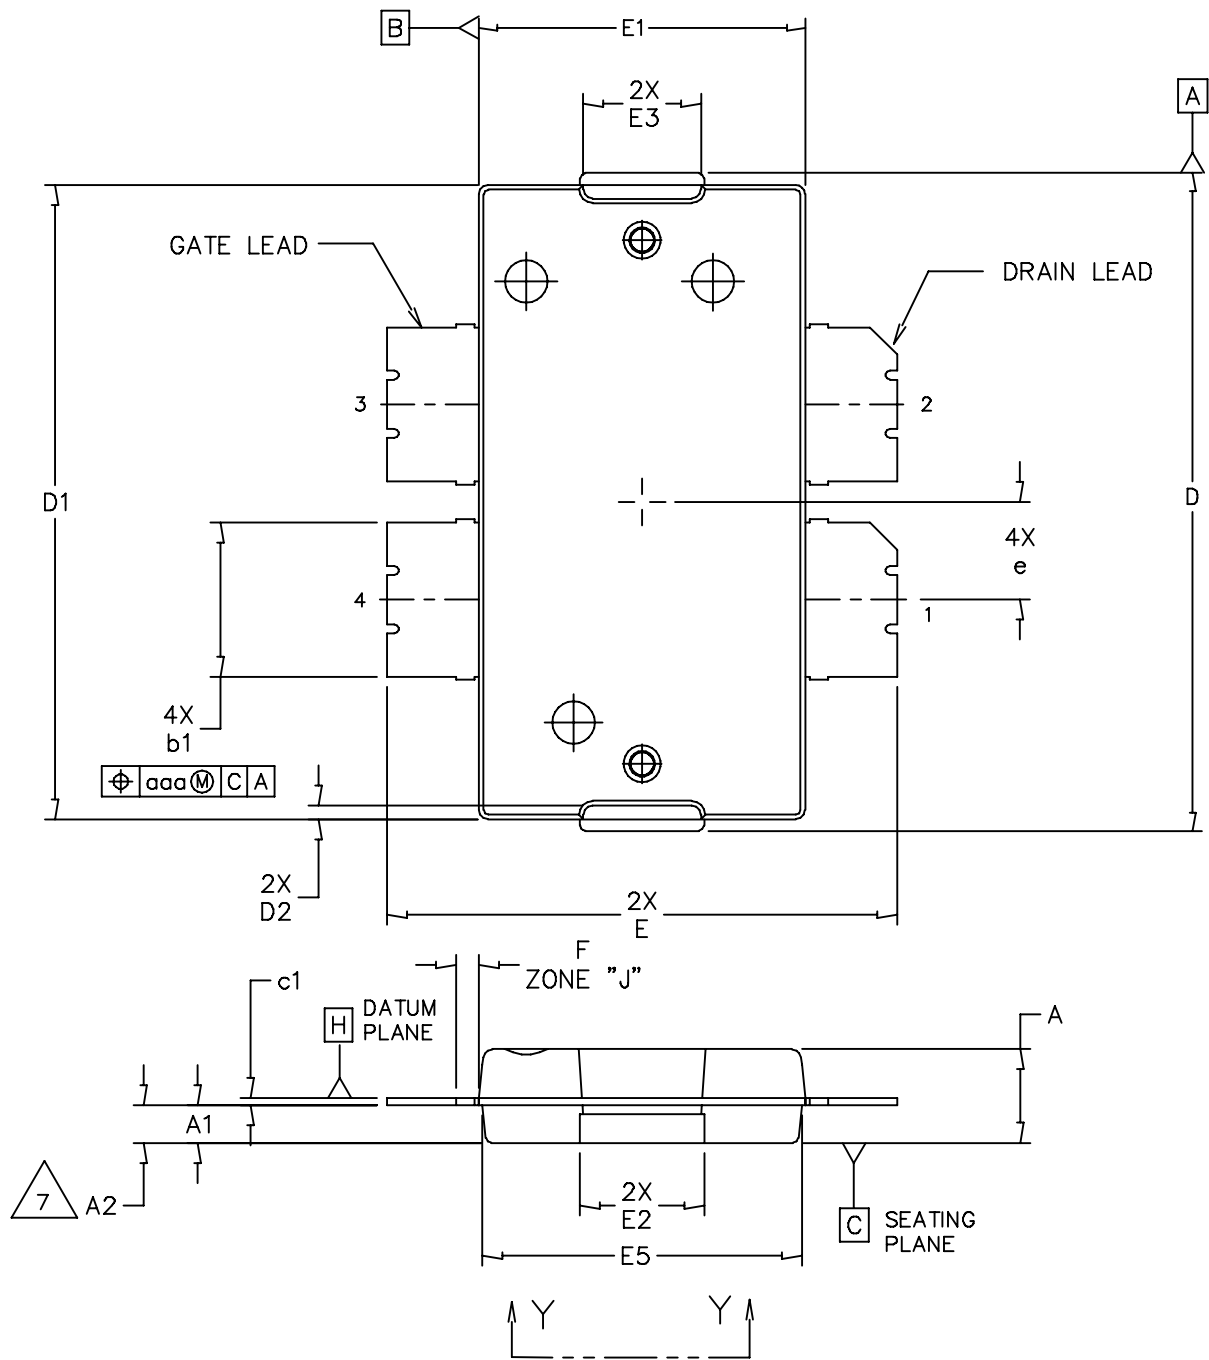 B
E1
2X
E3
A
GATE LEAD
DRAIN LEAD
3
2
D1
D
4X
e
4
1
4X
b1
aaa Ⓜ C A
2X
D2
2X
E
F
ZONE "J"
c1
H
DATUM
PLANE
A
A1
7
A2
2X
E2
C
SEATING
PLANE
E5
Y
Y